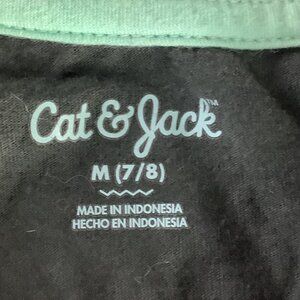 Cat & Jack™
M (7/8)
MADE IN INDONESIA
HECHO EN INDONESIA